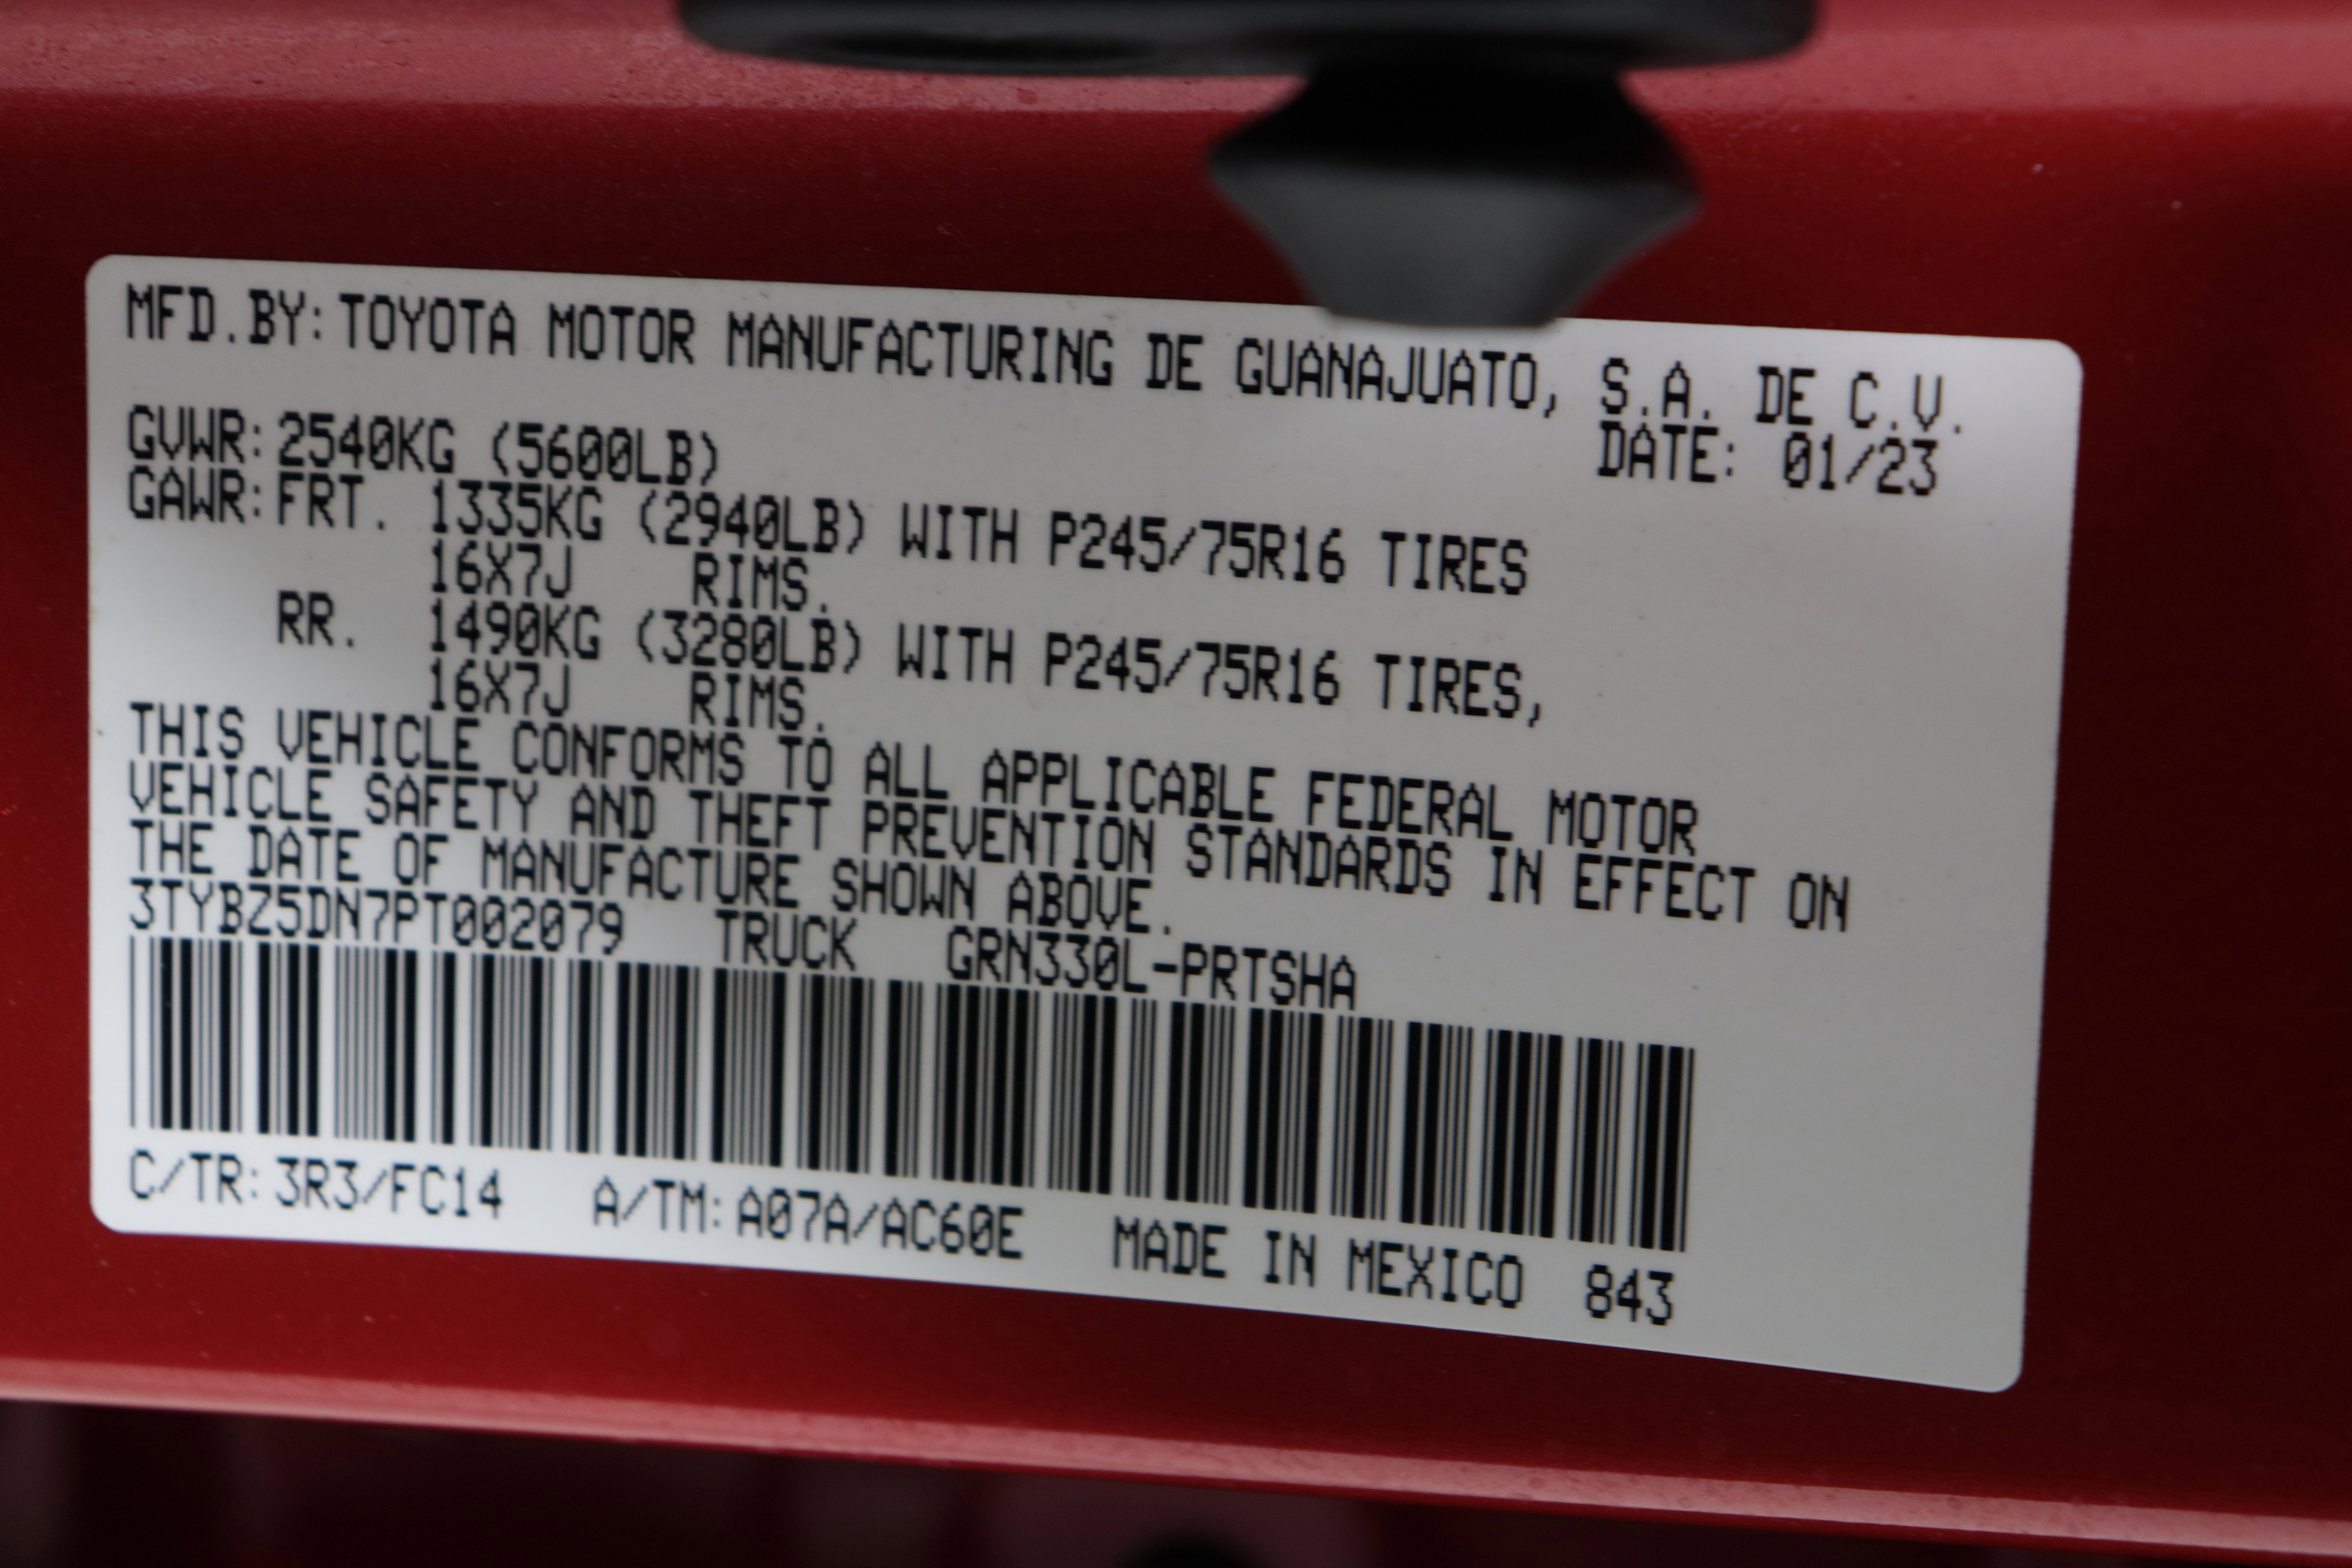 MFD.BY: TOYOTA MOTOR MANUFACTURING DE GUANAJUATO, S.A. DE C.V.
GVWR: 2540KG (5600LB) DATE: 01/23
GAWR: FRT. 1335KG (2940LB) WITH P245/75R16 TIRES
16X7J RIMS.
RR. 1490KG (3280LB) WITH P245/75R16 TIRES,
16X7J RIMS.
THIS VEHICLE CONFORMS TO ALL APPLICABLE FEDERAL MOTOR
VEHICLE SAFETY AND THEFT PREVENTION STANDARDS IN EFFECT ON
THE DATE OF MANUFACTURE SHOWN ABOVE.
3TYBZ5DN7PT002079 TRUCK GRN330L-PRTSHA
C/TR: 3R3/FC14 A/TM: A07A/AC60E MADE IN MEXICO 843